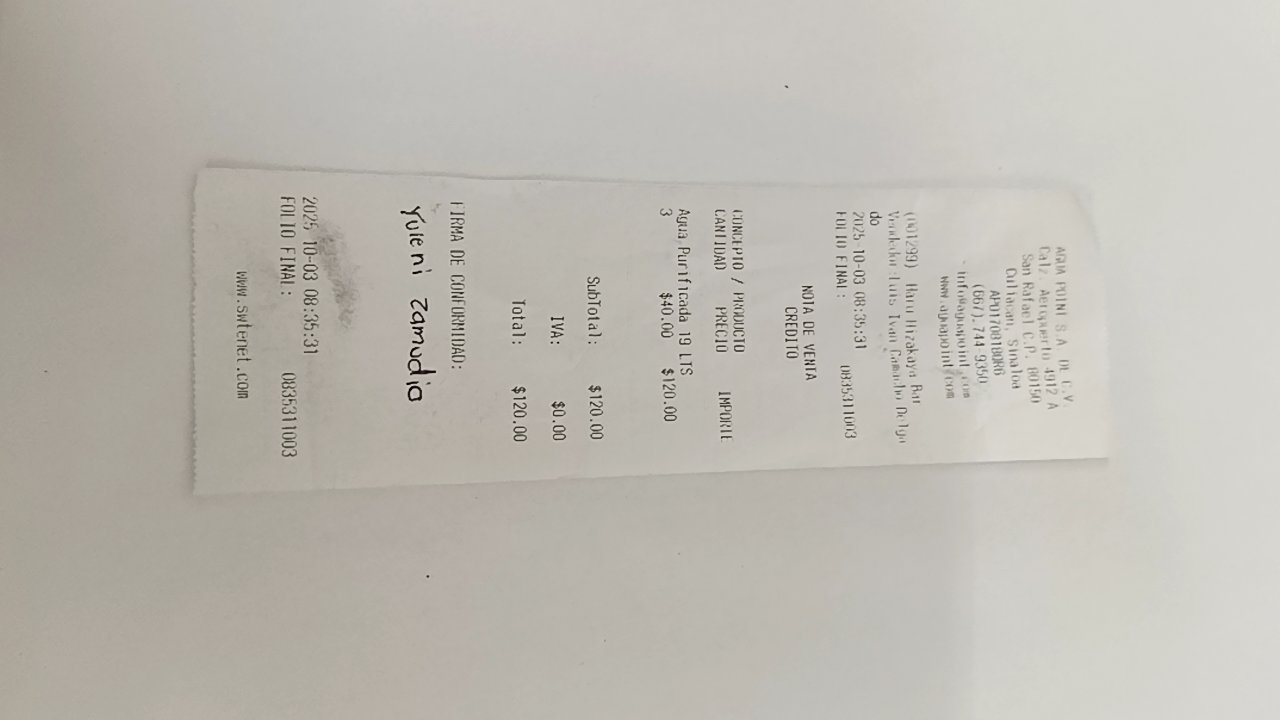 AGUA POINT S.A. DE C.V.
Calz Aeropuerto 4912 A
San Rafael C.P. 80150
Culiacan, Sinaloa
APO170818QR6
(667).744-9350
info@aguapoint.com
www.aguapoint.com
(001299) Haru Hizakaya Bar
Vendedor:Luis Ivan Camacho Delga
do
2025-10-03 08:35:31
FOLIO FINAL: 0835311003
NOTA DE VENTA
CREDITO
CONCEPTO / PRODUCTO
CANTIDAD PRECIO IMPORTE
Agua Purificada 19 LTS
3 $40.00 $120.00
SubTotal: $120.00
IVA: $0.00
Total: $120.00
FIRMA DE CONFORMIDAD:
Yuleni Zamudio
2025-10-03 08:35:31
FOLIO FINAL: 0835311003
www.swtenet.com